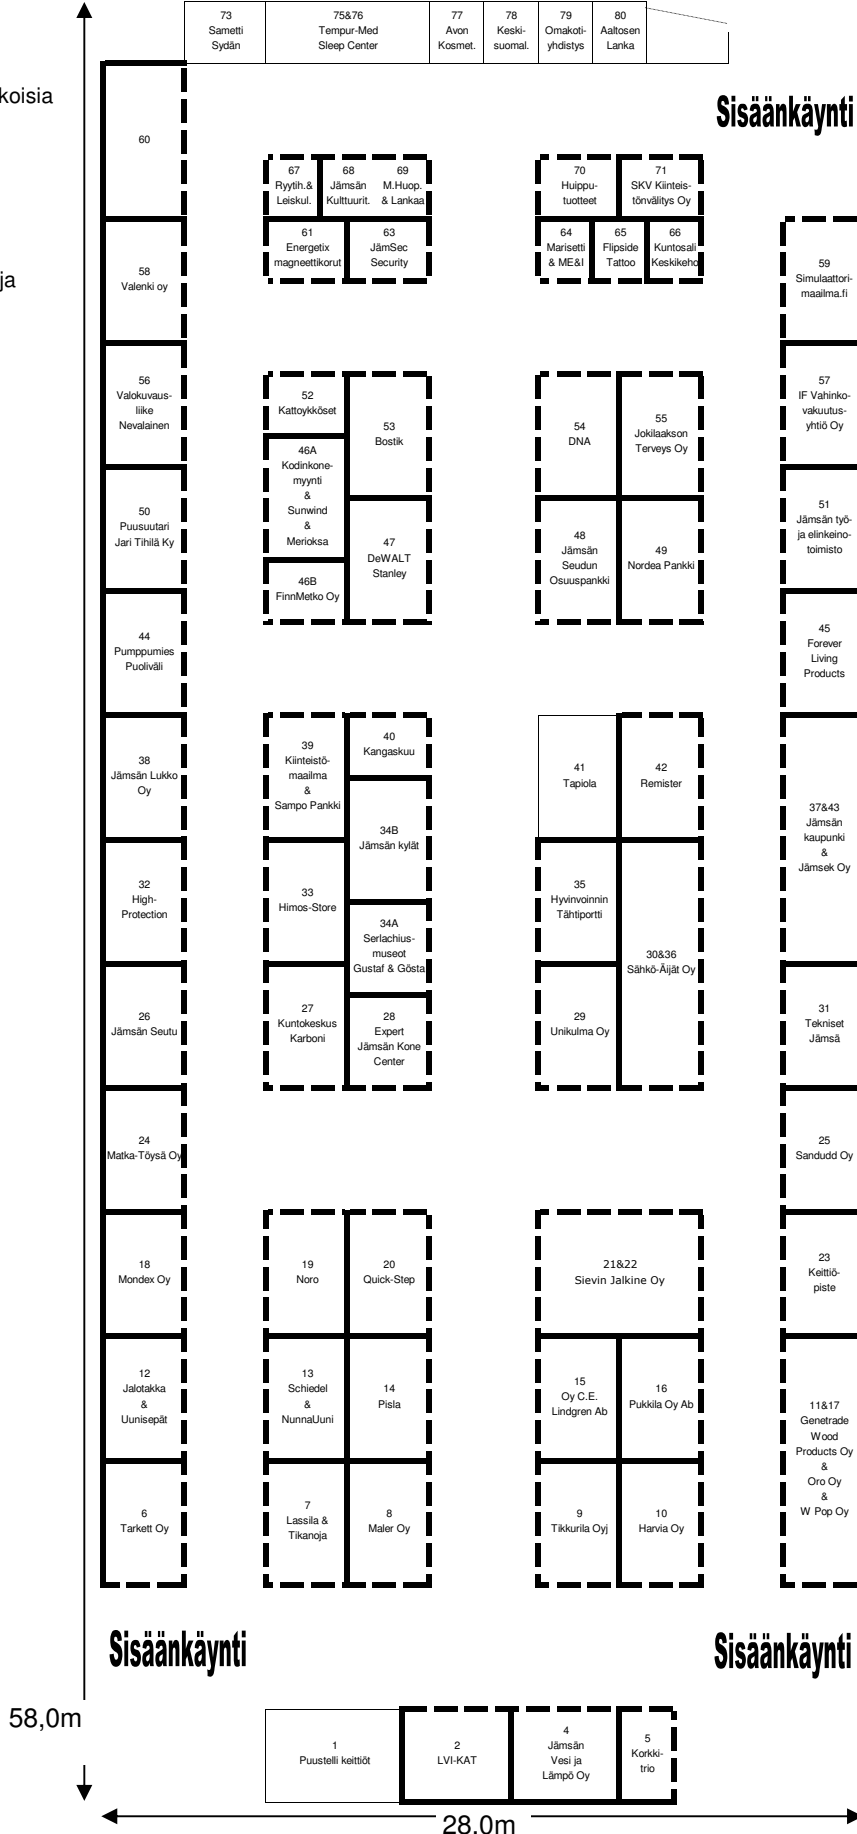 73
Sametti
Sydän
75&76
Tempur-Med
Sleep Center
77
Avon
Kosmet.
78
Keski-
suomal.
79
Omakoti-
yhdistys
80
Aaltosen
Lanka
koisia
Sisäänkäynti
60
67
Ryytih.&
Leiskul.
68
Jämsän
Kulttuurit.
69
M.Huop.
& Lankaa
70
Huippu-
tuotteet
71
SKV Kiinteis-
tönvälitys Oy
61
Energetix
magneettikorut
63
JämSec
Security
64
Marisetti
& ME&I
65
Flipside
Tattoo
66
Kuntosali
Keskikeho
ja
58
Valenki oy
59
Simulaattori-
maailma.fi
56
Valokuvaus-
liike
Nevalainen
52
Kattoykköset
53
Bostik
54
DNA
55
Jokilaakson
Terveys Oy
57
IF Vahinko-
vakuutus-
yhtiö Oy
46A
Kodinkone-
myynti
&
Sunwind
&
Merioksa
50
Puusuutari
Jari Tihilä Ky
47
DeWALT
Stanley
48
Jämsän
Seudun
Osuuspankki
49
Nordea Pankki
51
Jämsän työ-
ja elinkeino-
toimisto
46B
FinnMetko Oy
44
Pumppumies
Puoliväli
45
Forever
Living
Products
38
Jämsän Lukko
Oy
39
Kiinteistö-
maailma
&
Sampo Pankki
40
Kangaskuu
41
Tapiola
42
Remister
37&43
Jämsän
kaupunki
&
Jämsek Oy
34B
Jämsän kylät
32
High-
Protection
33
Himos-Store
35
Hyvinvoinnin
Tähtiportti
30&36
Sähkö-Äijät Oy
34A
Serlachius-
museot
Gustaf & Gösta
26
Jämsän Seutu
27
Kuntokeskus
Karboni
28
Expert
Jämsän Kone
Center
29
Unikulma Oy
31
Tekniset
Jämsä
24
Matka-Töysä Oy
25
Sandudd Oy
18
Mondex Oy
19
Noro
20
Quick-Step
21&22
Sievin Jalkine Oy
23
Keittiö-
piste
12
Jalotakka
&
Uunisepät
13
Schiedel
&
NunnaUuni
14
Pisla
15
Oy C.E.
Lindgren Ab
16
Pukkila Oy Ab
11&17
Genetrade
Wood
Products Oy
&
Oro Oy
&
W Pop Oy
6
Tarkett Oy
7
Lassila &
Tikanoja
8
Maler Oy
9
Tikkurila Oyj
10
Harvia Oy
Sisäänkäynti
Sisäänkäynti
58,0m
1
Puustelli keittiöt
2
LVI-KAT
4
Jämsän
Vesi ja
Lämpö Oy
5
Korkki-
trio
28.0m